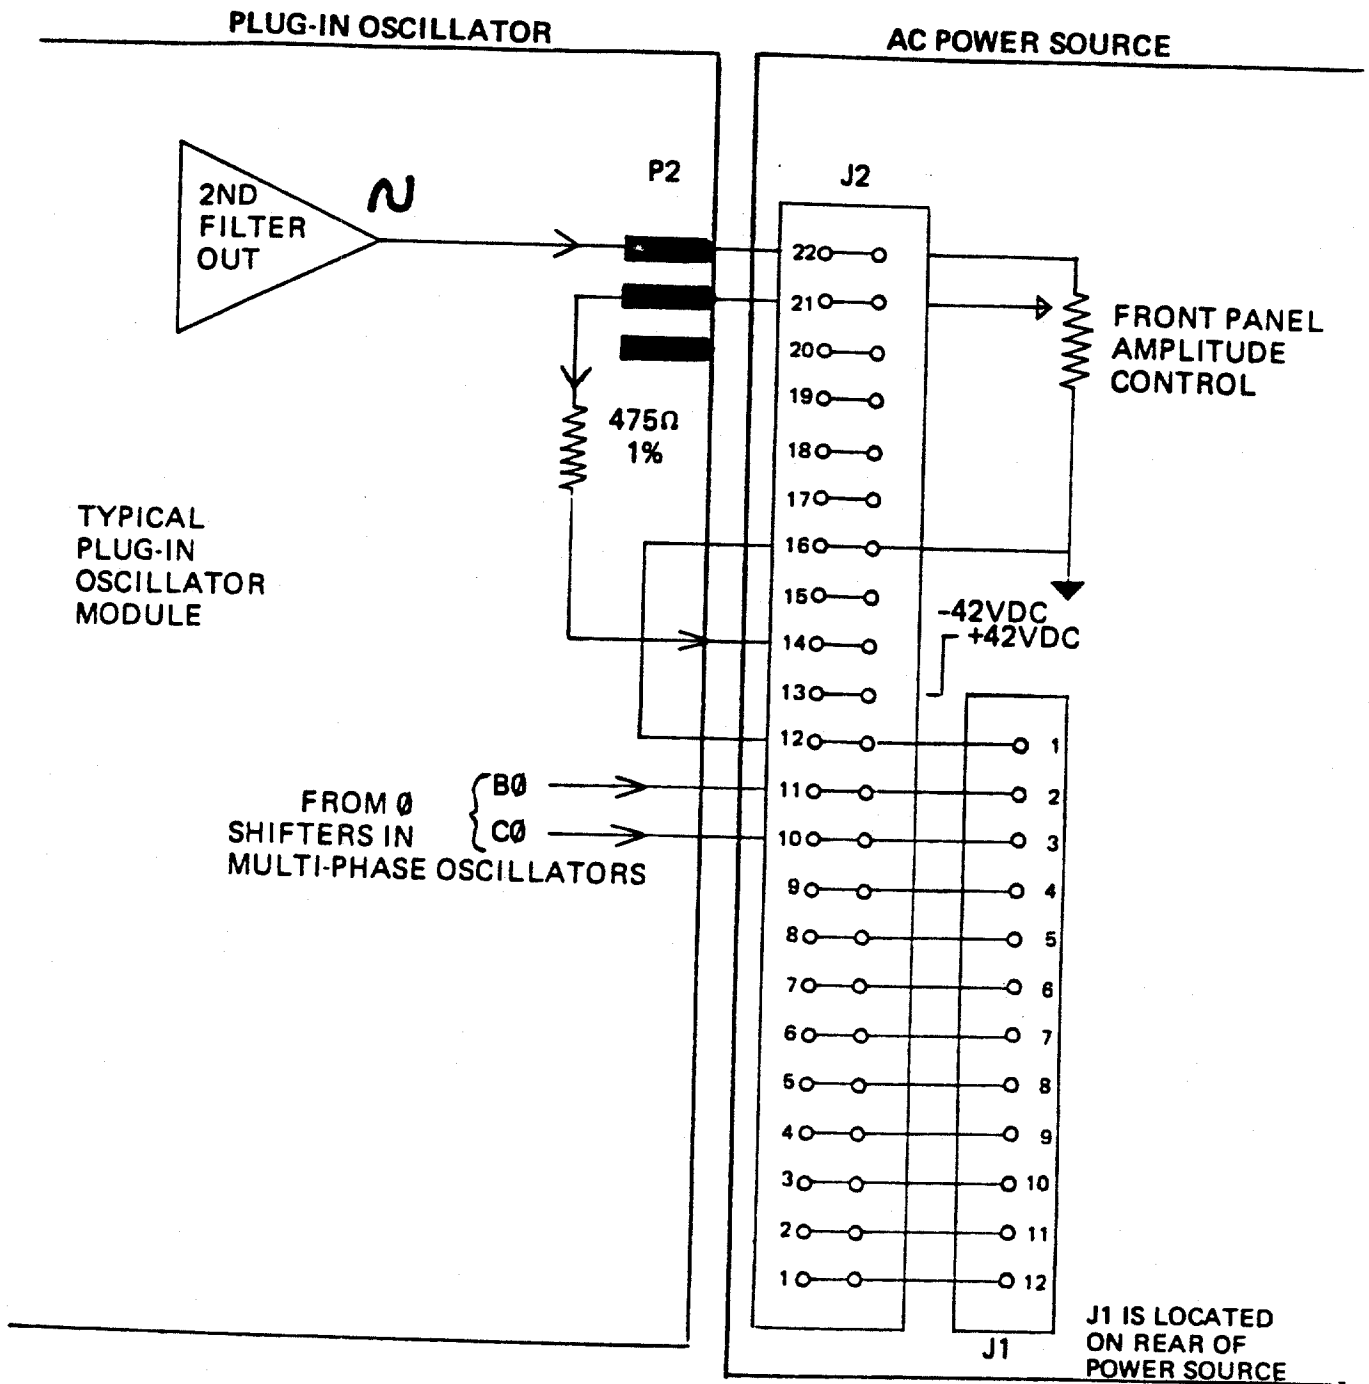 PLUG-IN OSCILLATOR
AC POWER SOURCE
P2
J2
2ND
FILTER
OUT
22
21
20
19
18
17
16
15
14
13
12
11
10
9
8
7
6
5
4
3
2
1
FRONT PANEL
AMPLITUDE
CONTROL
475Ω
1%
TYPICAL
PLUG-IN
OSCILLATOR
MODULE
-42VDC
+42VDC
FROM Ø
SHIFTERS IN
MULTI-PHASE OSCILLATORS
BØ
CØ
1
2
3
4
5
6
7
8
9
10
11
12
J1
J1 IS LOCATED
ON REAR OF
POWER SOURCE